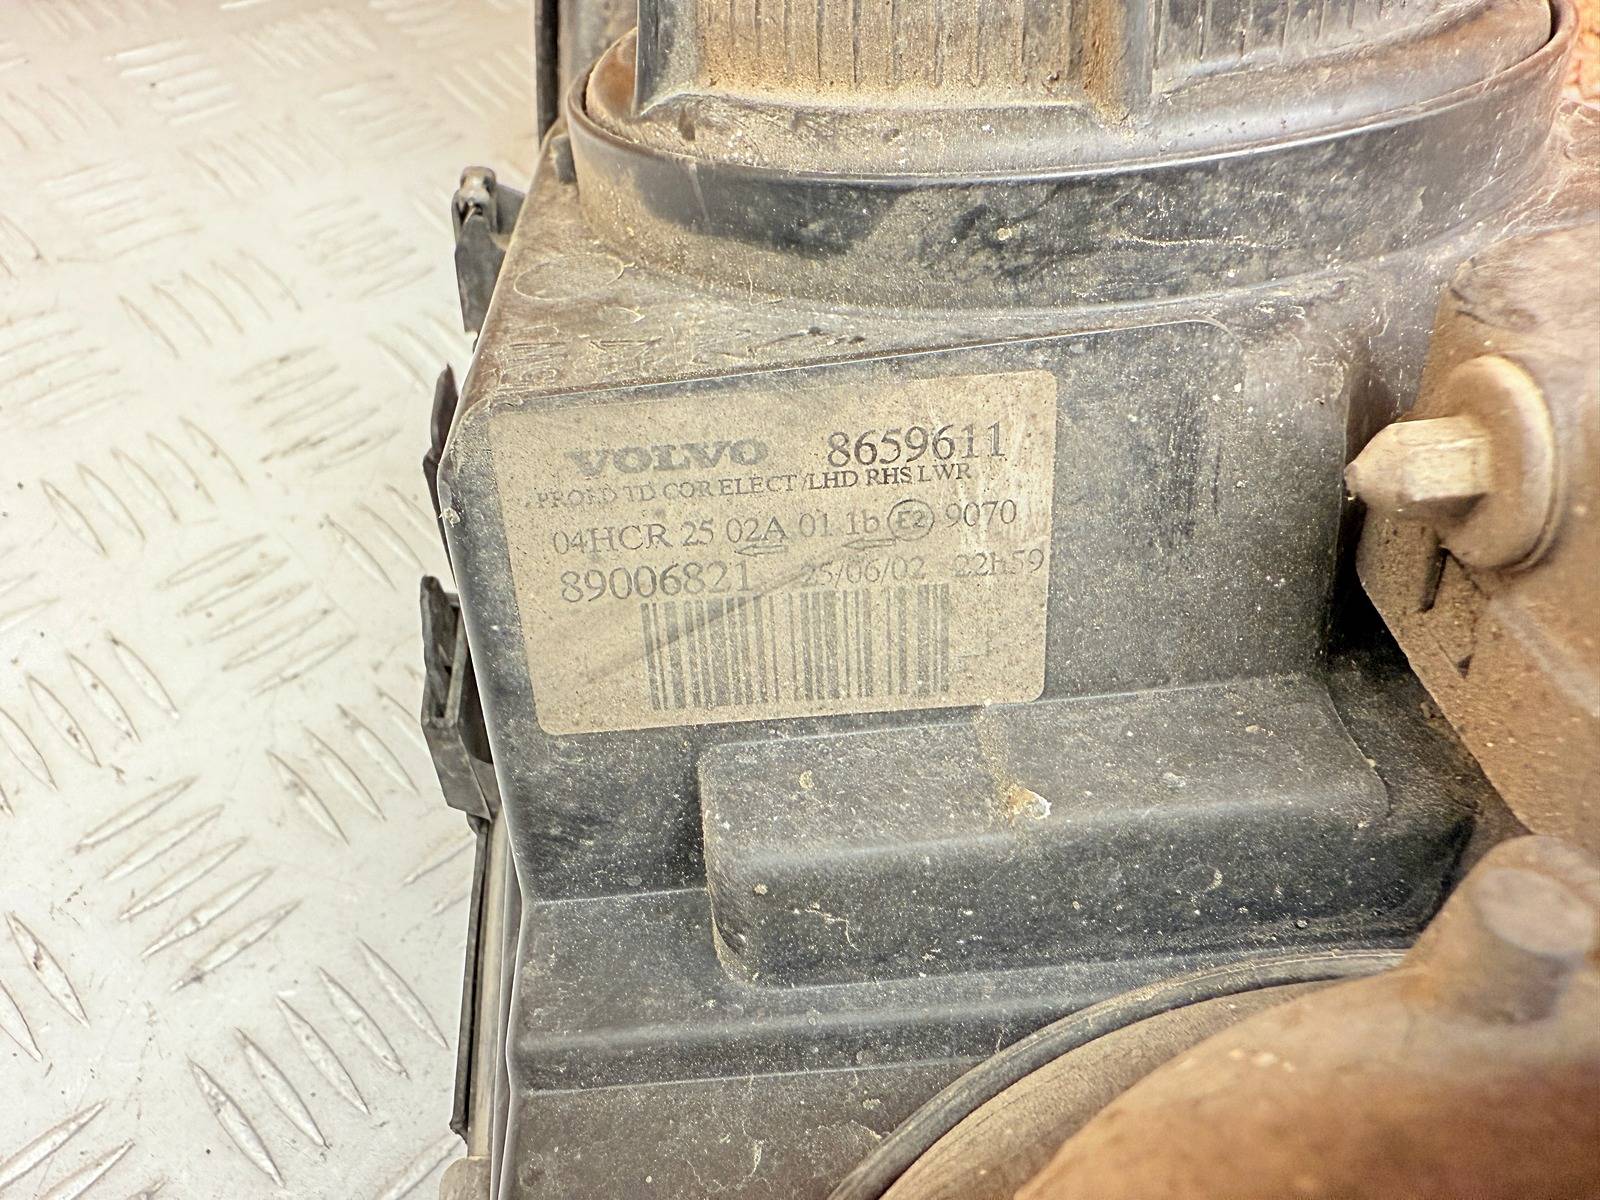 VOLVO 8659611
PROJ.D TD COR ELECT/LHD RHS LWR
04HCR 25 02A 01 1b E2 9070
89006821 25/06/02 22h59